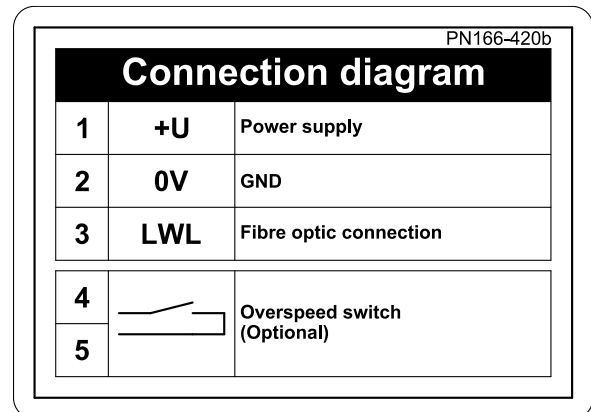 PN166-420b
Connection diagram
1 +U Power supply
2 0V GND
3 LWL Fibre optic connection
4
Overspeed switch
(Optional)
5